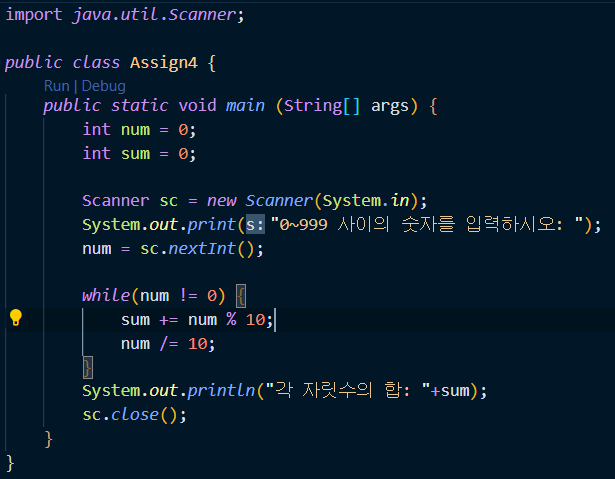 import java.util.Scanner;
public class Assign4 {
Run | Debug
public static void main (String[] args) {
int num = 0;
int sum = 0;
Scanner sc = new Scanner(System.in);
System.out.print(s: "0~999 사이의 숫자를 입력하시오: ");
num = sc.nextInt();
while(num != 0) {
sum += num % 10;
num /= 10;
}
System.out.println("각 자릿수의 합: "+sum);
sc.close();
}
}